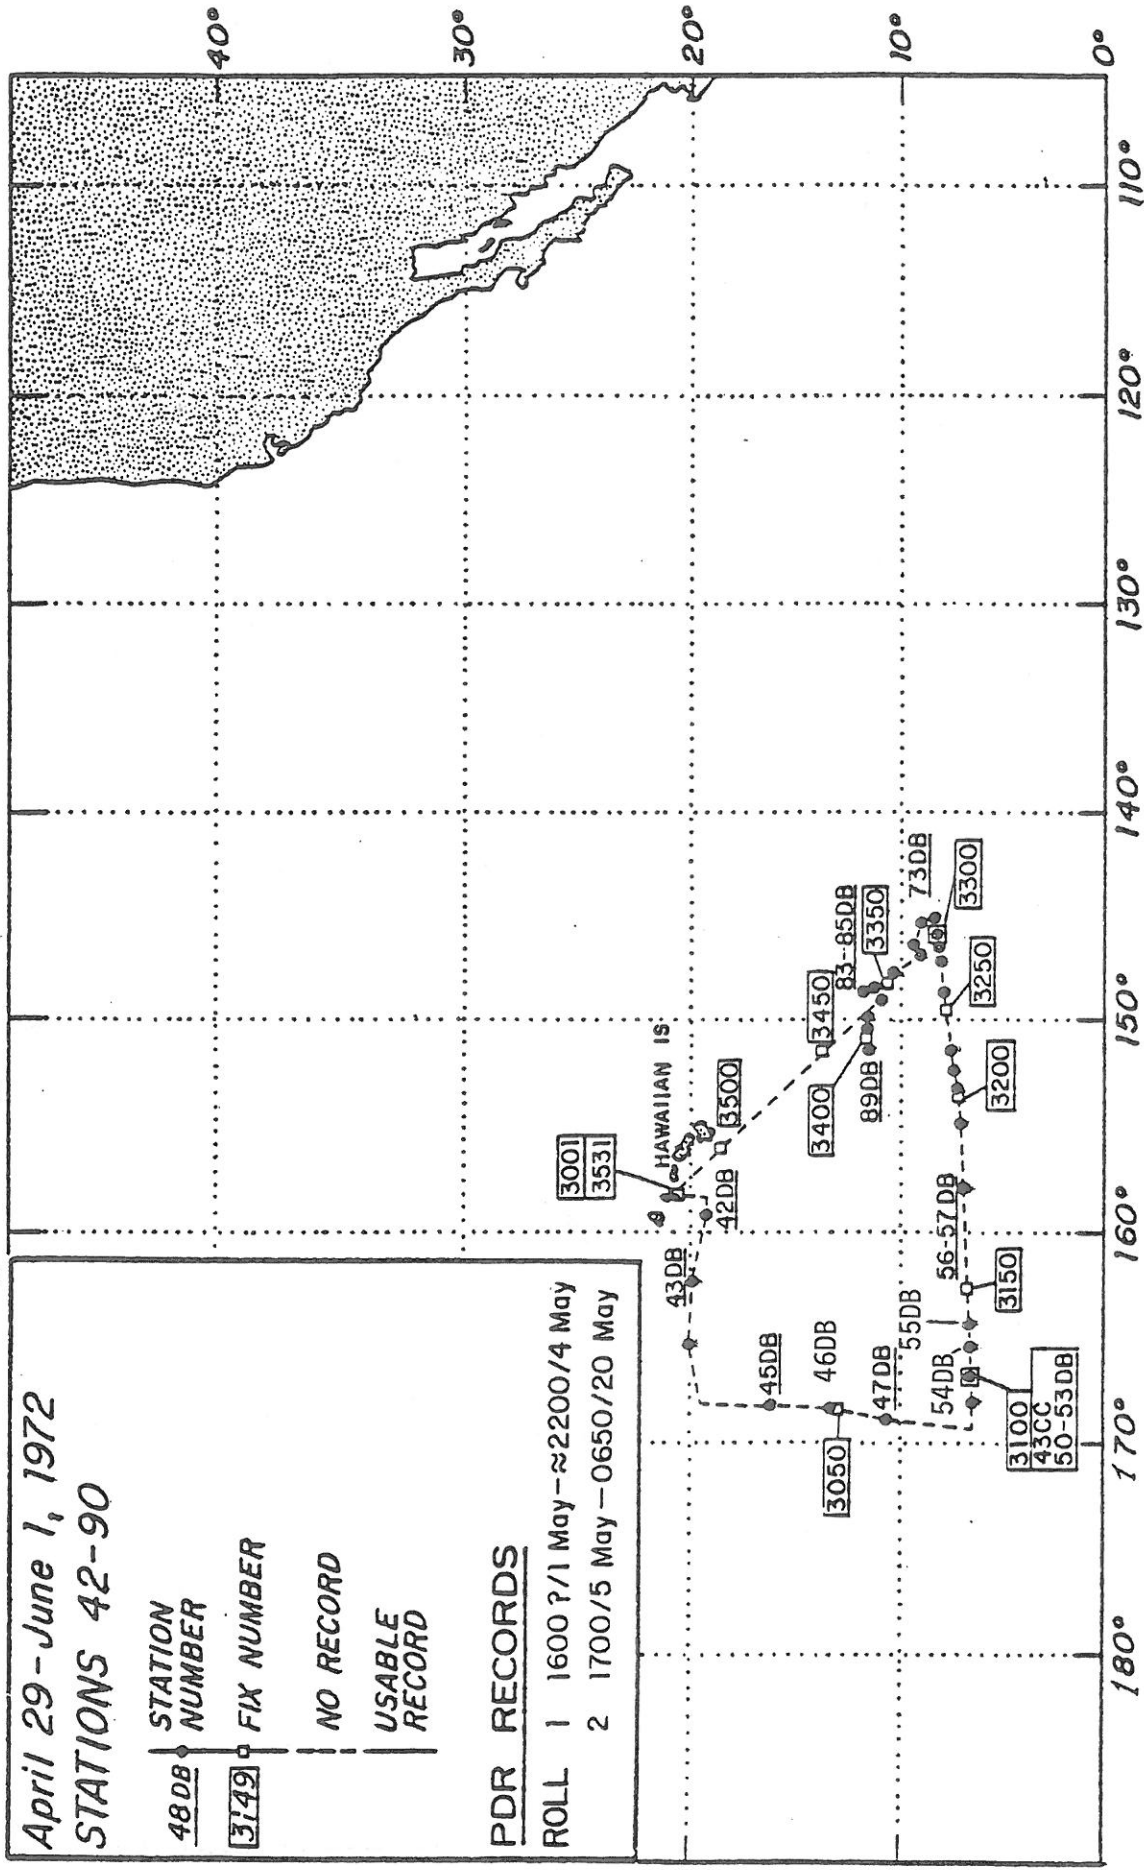 April 29 - June 1, 1972
STATIONS 42-90
48DB
STATION
NUMBER
3149
FIX NUMBER
NO RECORD
USABLE
RECORD
PDR RECORDS
ROLL 1 1600?/1 May-≈2200/4 May
2 1700/5 May-0650/20 May
40°
30°
20°
10°
0°
3001
3531
HAWAIIAN IS
3500
42DB
43DB
45DB
46DB
3050
47DB
3450
3400
89DB
83-85DB
3350
73DB
3300
3250
3200
56-57DB
3150
55DB
54DB
3100
43CC
50-53DB
180°
170°
160°
150°
140°
130°
120°
110°